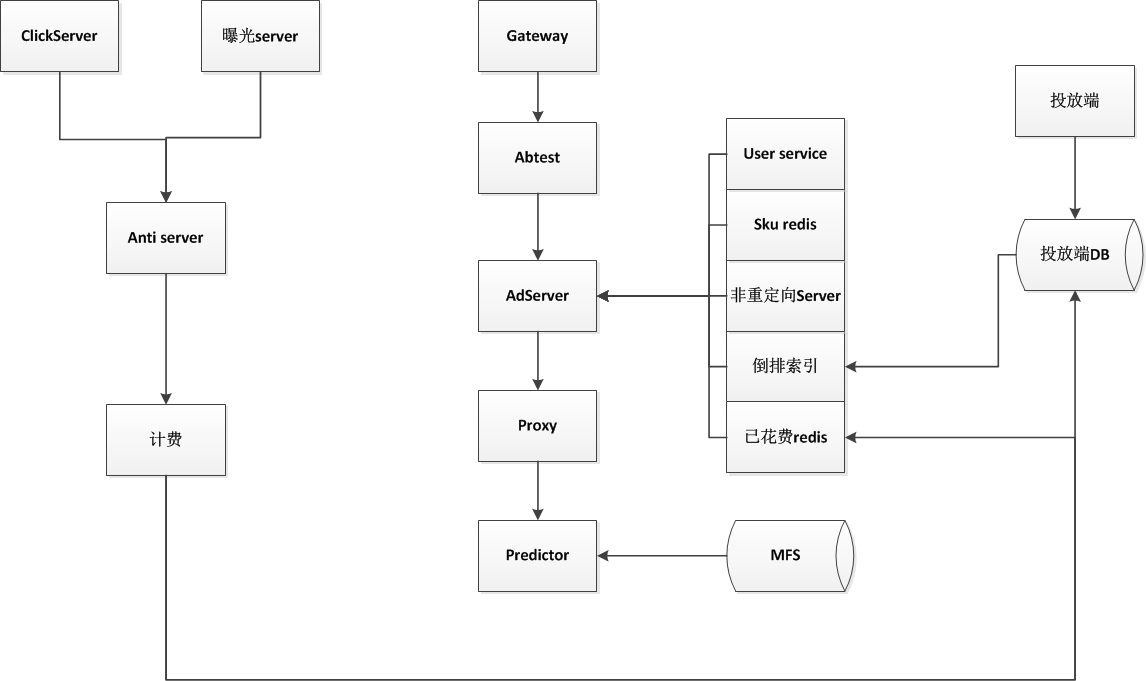 ClickServer
曝光server
Gateway
投放端
Abtest
User service
Anti server
Sku redis
投放端DB
AdServer
非重定向Server
倒排索引
Proxy
计费
已花费redis
Predictor
MFS